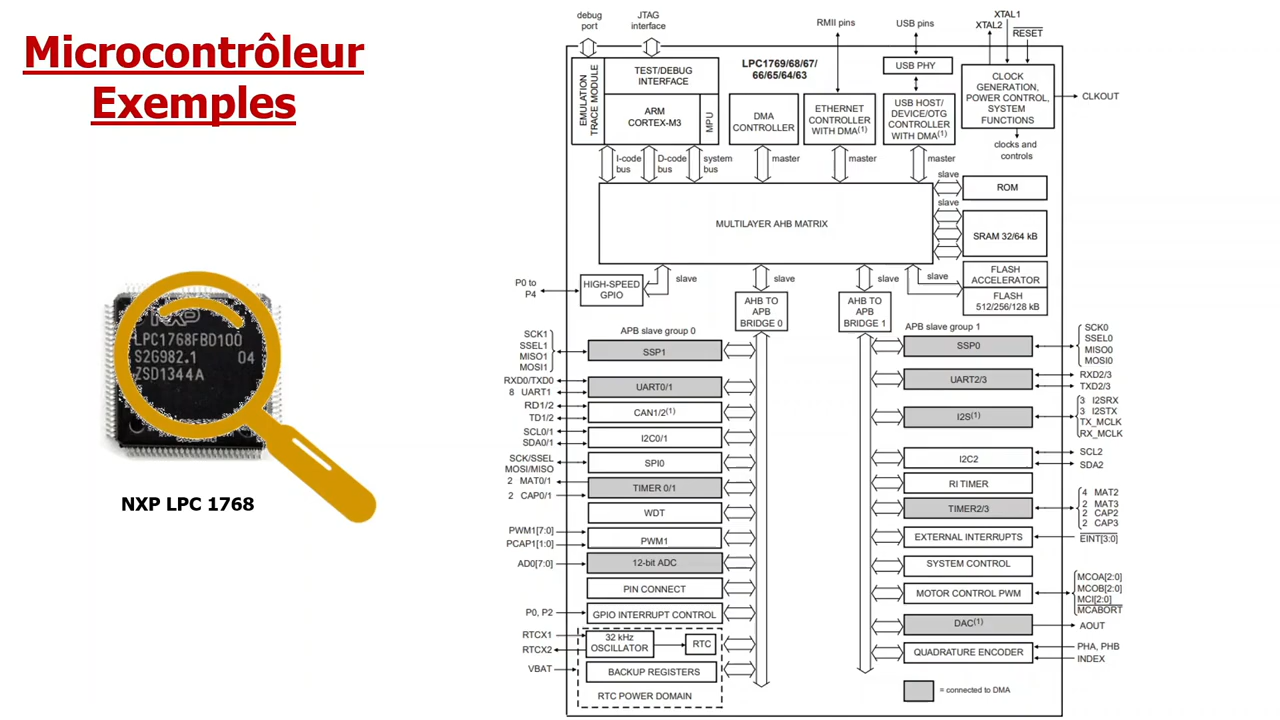 Microcontrôleur
Exemples
NXP
LPC1768FBD100
S2G982.1 04
ZSD1344A
NXP LPC 1768
debug
port
JTAG
interface
RMII pins
USB pins
XTAL1
XTAL2
RESET
LPC1769/68/67/
66/65/64/63
EMULATION
TRACE MODULE
TEST/DEBUG
INTERFACE
ARM
CORTEX-M3
MPU
DMA
CONTROLLER
ETHERNET
CONTROLLER
WITH DMA(1)
USB PHY
USB HOST/
DEVICE/OTG
CONTROLLER
WITH DMA(1)
CLOCK
GENERATION,
POWER CONTROL,
SYSTEM
FUNCTIONS
CLKOUT
clocks and
controls
I-code
bus
D-code
bus
system
bus
master
master
master
MULTILAYER AHB MATRIX
slave
ROM
slave
SRAM 32/64 kB
FLASH
ACCELERATOR
FLASH
512/256/128 kB
P0 to
P4
HIGH-SPEED
GPIO
slave
slave
slave
slave
AHB TO
APB
BRIDGE 0
AHB TO
APB
BRIDGE 1
APB slave group 0
SCK1
SSEL1
MISO1
MOSI1
SSP1
RXD0/TXD0
8 UART1
UART0/1
RD1/2
TD1/2
CAN1/2(1)
SCL0/1
SDA0/1
I2C0/1
SCK/SSEL
MOSI/MISO
SPI0
2 MAT0/1
2 CAP0/1
TIMER 0/1
WDT
PWM1[7:0]
PCAP1[1:0]
PWM1
AD0[7:0]
12-bit ADC
PIN CONNECT
P0, P2
GPIO INTERRUPT CONTROL
RTCX1
RTCX2
32 kHz
OSCILLATOR
RTC
VBAT
BACKUP REGISTERS
RTC POWER DOMAIN
APB slave group 1
SSP0
SCK0
SSEL0
MISO0
MOSI0
UART2/3
RXD2/3
TXD2/3
I2S(1)
3 I2SRX
3 I2STX
TX_MCLK
RX_MCLK
I2C2
SCL2
SDA2
RI TIMER
TIMER2/3
4 MAT2
2 MAT3
2 CAP2
2 CAP3
EXTERNAL INTERRUPTS
EINT[3:0]
SYSTEM CONTROL
MOTOR CONTROL PWM
MCOA[2:0]
MCOB[2:0]
MCI[2:0]
MCABORT
DAC(1)
AOUT
QUADRATURE ENCODER
PHA, PHB
INDEX
= connected to DMA